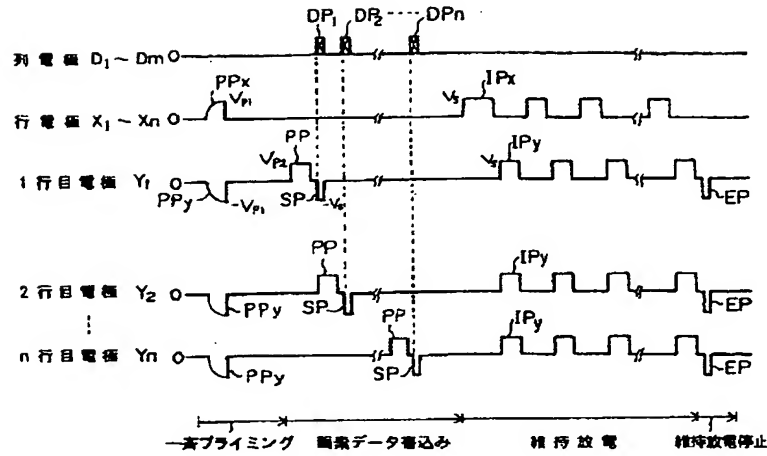 DP1 DP2 ---- DPn
列電極 D1~Dm 0
PPx
VP1
VS
IPx
行電極 X1~Xn 0
PP
VP2
VS
IPy
1行目電極 Y1 0
PPy
-VP1
SP
EP
PP
IPy
2行目電極 Y2 0
PPy
SP
EP
PP
IPy
n行目電極 Yn 0
PPy
SP
EP
一斉プライミング 画素データ書込み 維持放電 維持放電停止